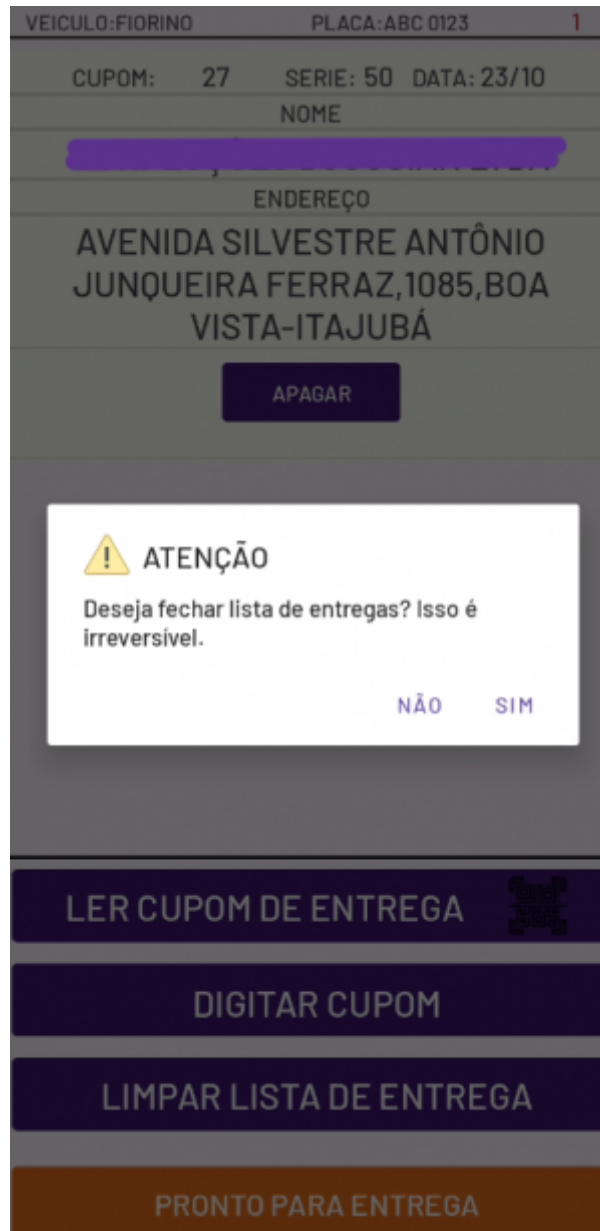 VEICULO:FIORINO PLACA:ABC 0123 1
CUPOM: 27 SERIE: 50 DATA: 23/10
NOME
ENDEREÇO
AVENIDA SILVESTRE ANTÔNIO
JUNQUEIRA FERRAZ,1085,BOA
VISTA-ITAJUBÁ
APAGAR
ATENÇÃO
Deseja fechar lista de entregas? Isso é
irreversível.
NÃO SIM
LER CUPOM DE ENTREGA
DIGITAR CUPOM
LIMPAR LISTA DE ENTREGA
PRONTO PARA ENTREGA